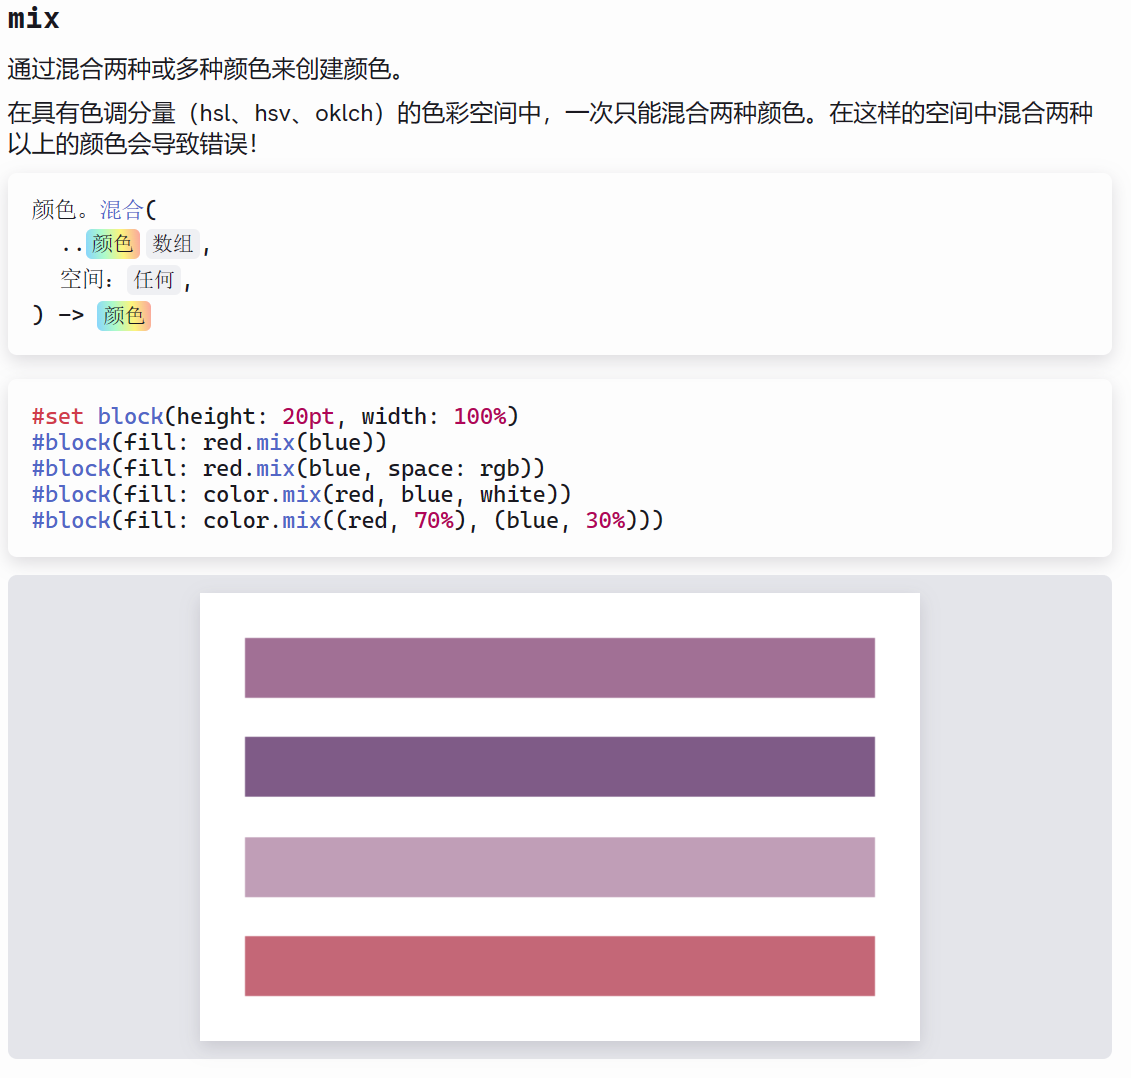 mix
通过混合两种或多种颜色来创建颜色。
在具有色调分量（hsl、hsv、oklch）的色彩空间中，一次只能混合两种颜色。在这样的空间中混合两种
以上的颜色会导致错误！
颜色。混合(
..颜色 数组,
空间：任何,
) -> 颜色
#set block(height: 20pt, width: 100%)
#block(fill: red.mix(blue))
#block(fill: red.mix(blue, space: rgb))
#block(fill: color.mix(red, blue, white))
#block(fill: color.mix((red, 70%), (blue, 30%)))